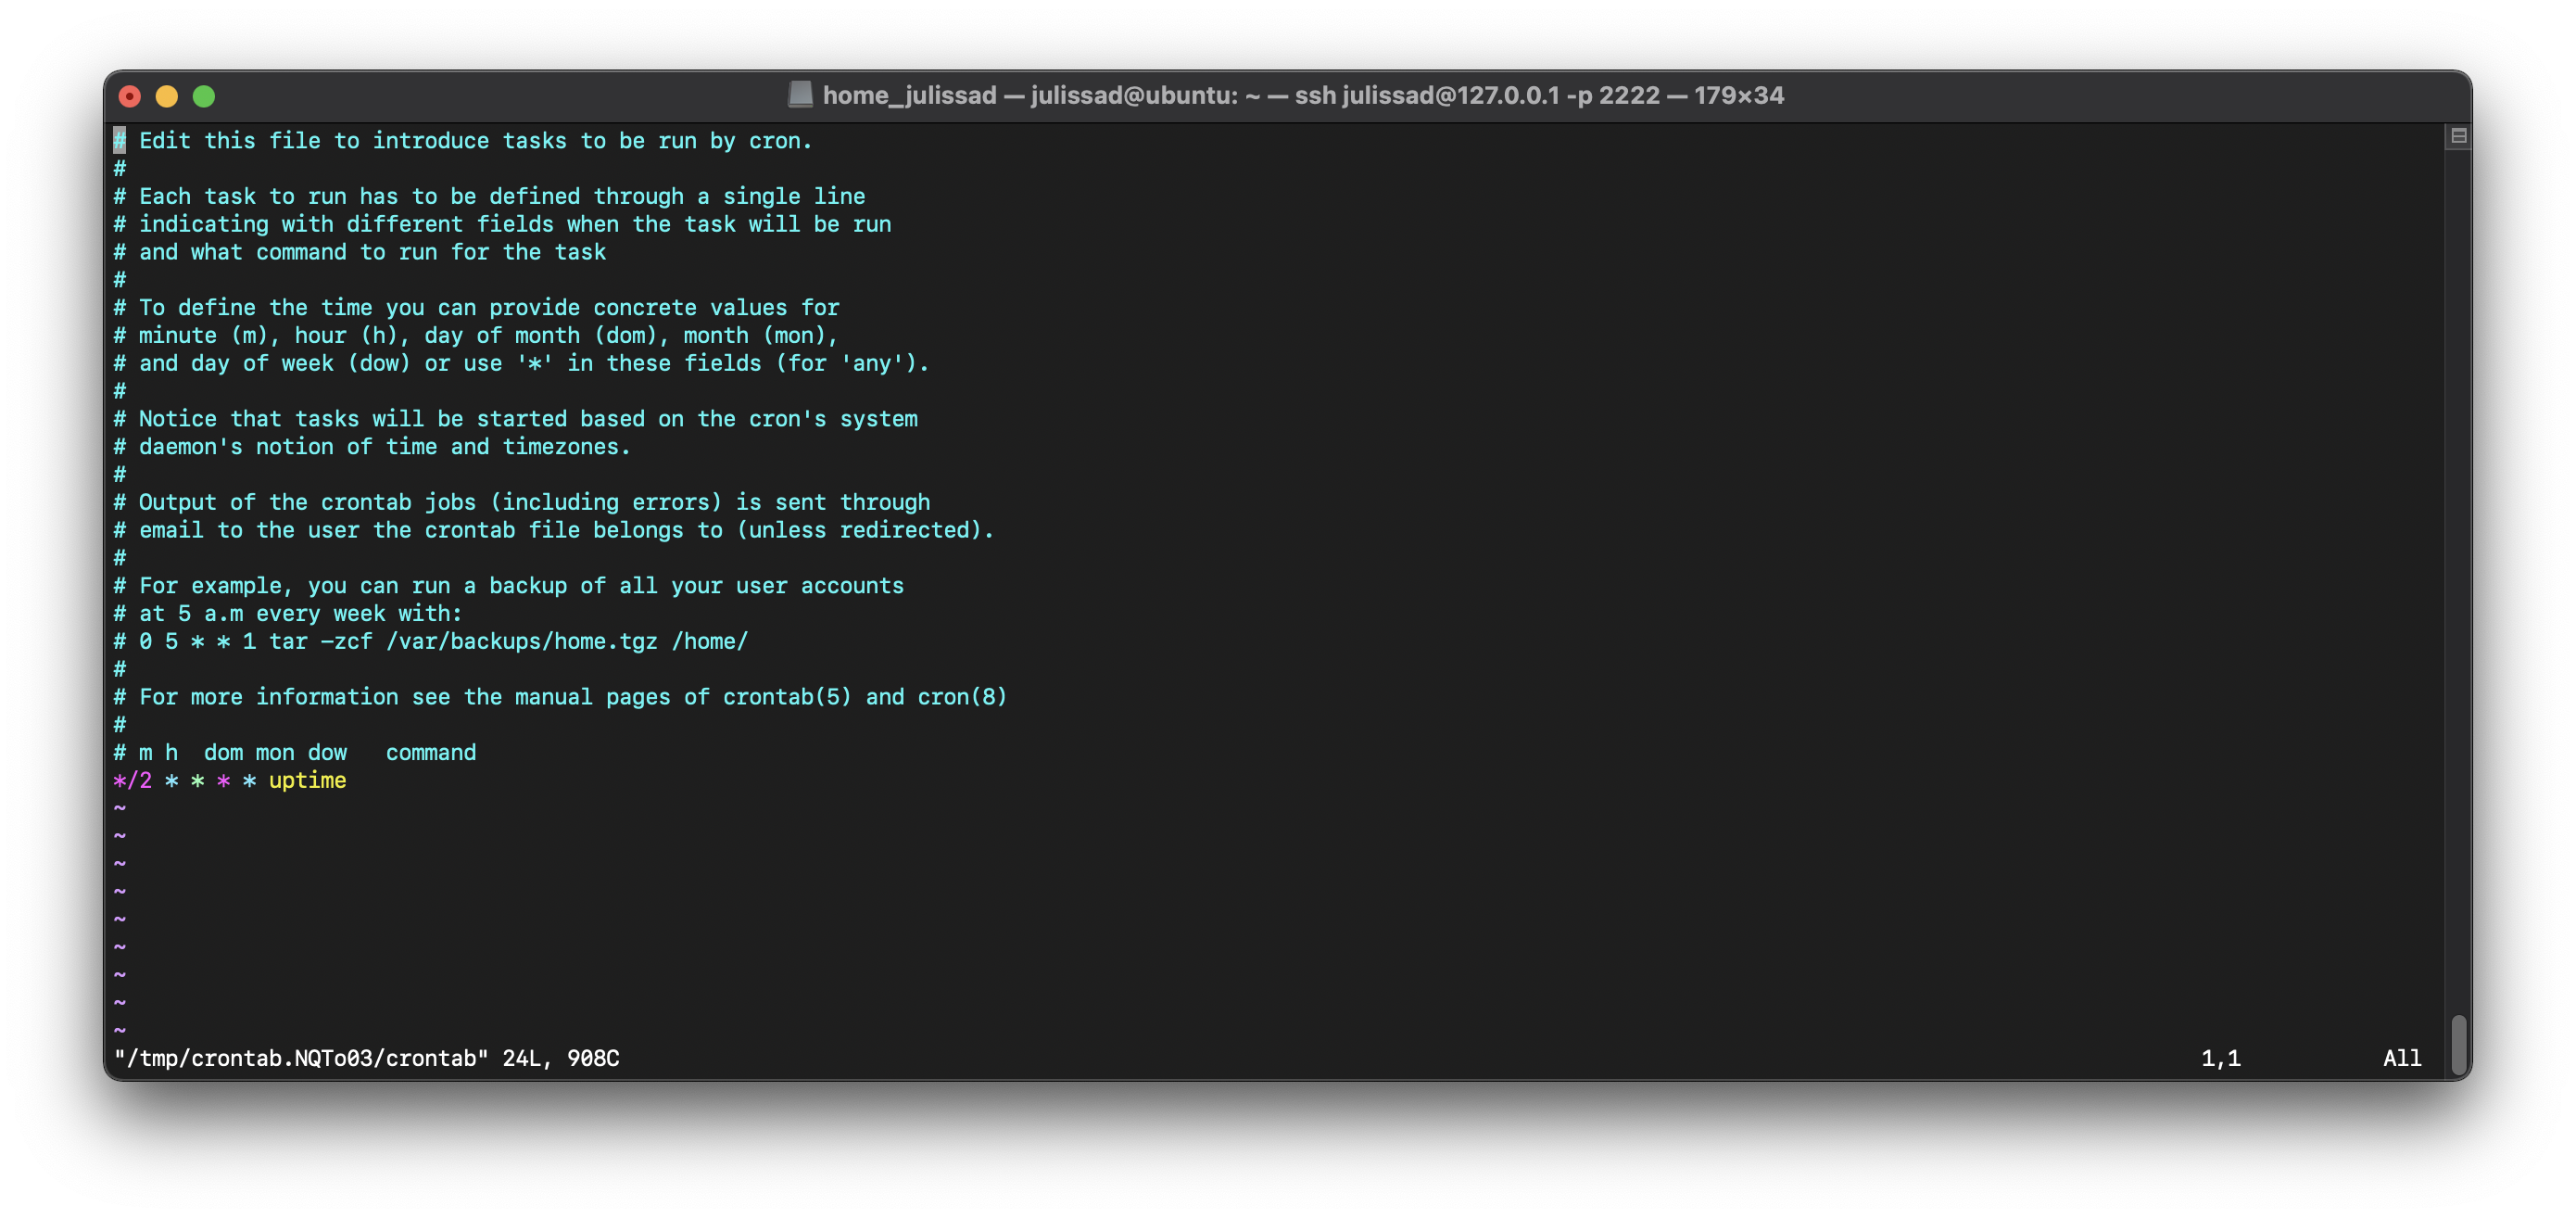 home_julissad — julissad@ubuntu: ~ — ssh julissad@127.0.0.1 -p 2222 — 179×34
# Edit this file to introduce tasks to be run by cron.
#
# Each task to run has to be defined through a single line
# indicating with different fields when the task will be run
# and what command to run for the task
#
# To define the time you can provide concrete values for
# minute (m), hour (h), day of month (dom), month (mon),
# and day of week (dow) or use '*' in these fields (for 'any').
#
# Notice that tasks will be started based on the cron's system
# daemon's notion of time and timezones.
#
# Output of the crontab jobs (including errors) is sent through
# email to the user the crontab file belongs to (unless redirected).
#
# For example, you can run a backup of all your user accounts
# at 5 a.m every week with:
# 0 5 * * 1 tar -zcf /var/backups/home.tgz /home/
#
# For more information see the manual pages of crontab(5) and cron(8)
#
# m h  dom mon dow   command
*/2 * * * * uptime
~
~
~
~
~
~
~
~
~
"/tmp/crontab.NQTo03/crontab" 24L, 908C 1,1 All